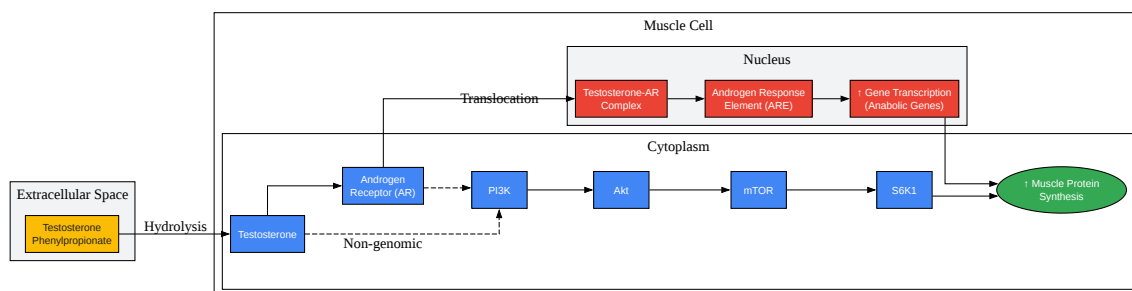 Muscle Cell
Nucleus
Testosterone-AR
Complex
Androgen Response
Element (ARE)
↑ Gene Transcription
(Anabolic Genes)
Translocation
Cytoplasm
Extracellular Space
Testosterone
Phenylpropionate
Hydrolysis
Testosterone
Androgen
Receptor (AR)
Non-genomic
PI3K
Akt
mTOR
S6K1
↑ Muscle Protein
Synthesis